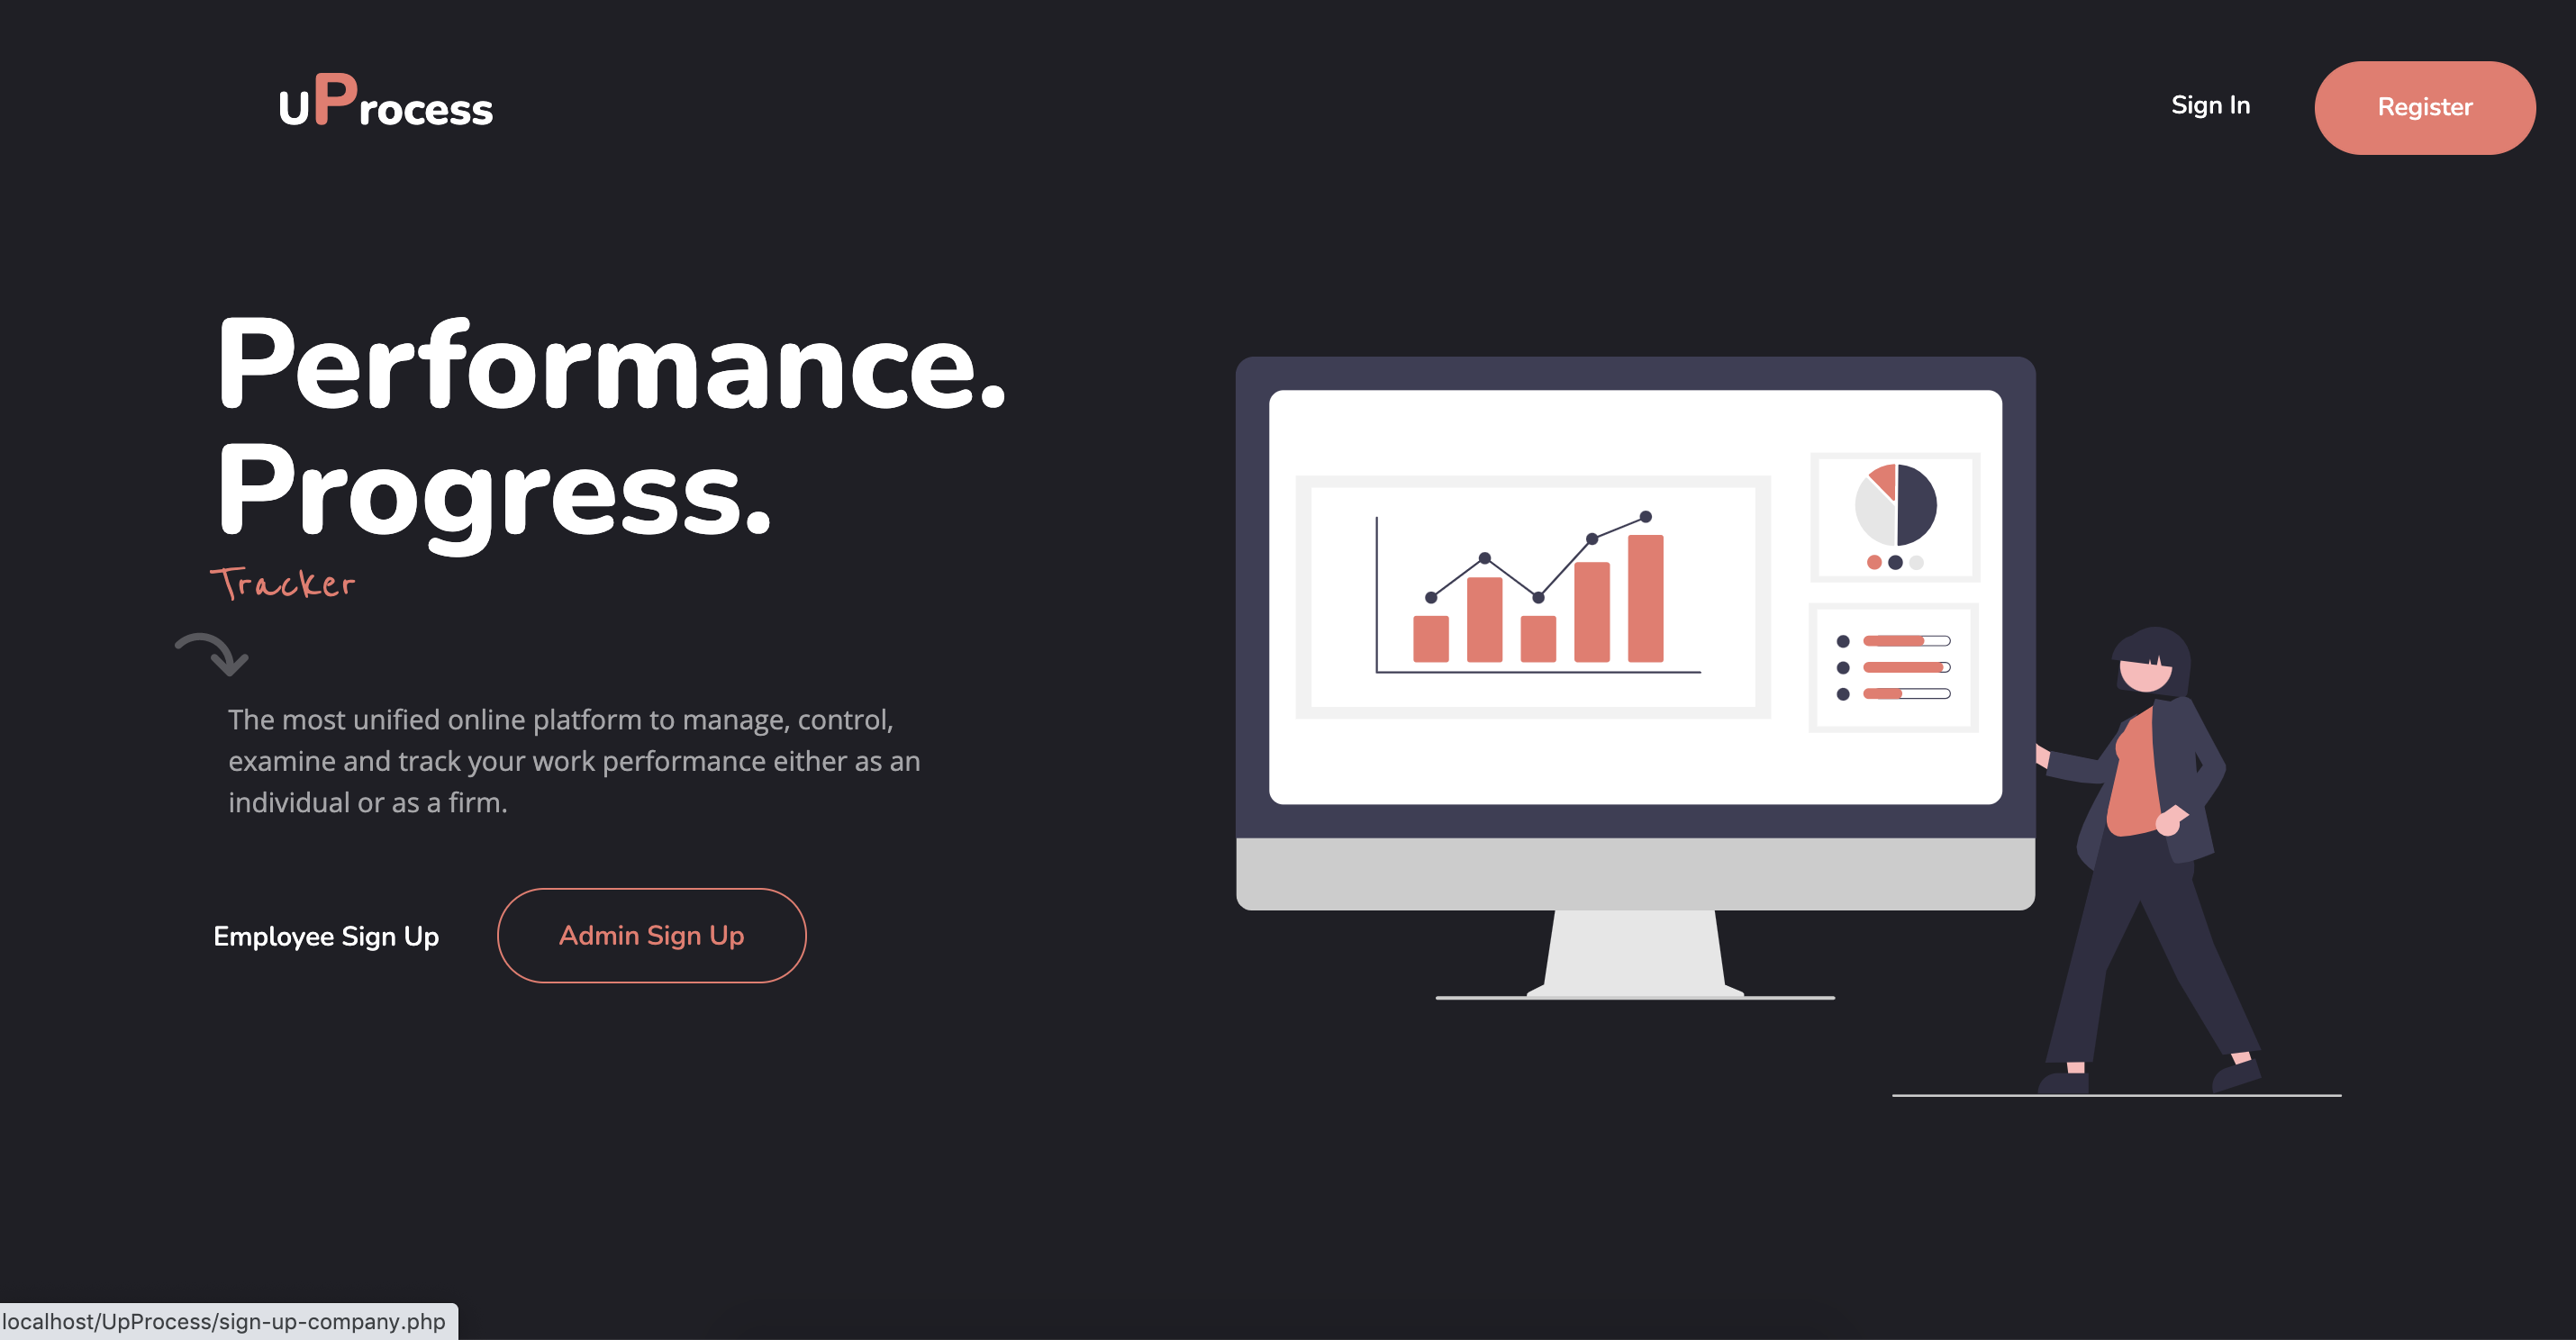 uProcess
Sign In
Register
Performance.
Progress.
Tracker
The most unified online platform to manage, control,
examine and track your work performance either as an
individual or as a firm.
Employee Sign Up
Admin Sign Up
localhost/UpProcess/sign-up-company.php